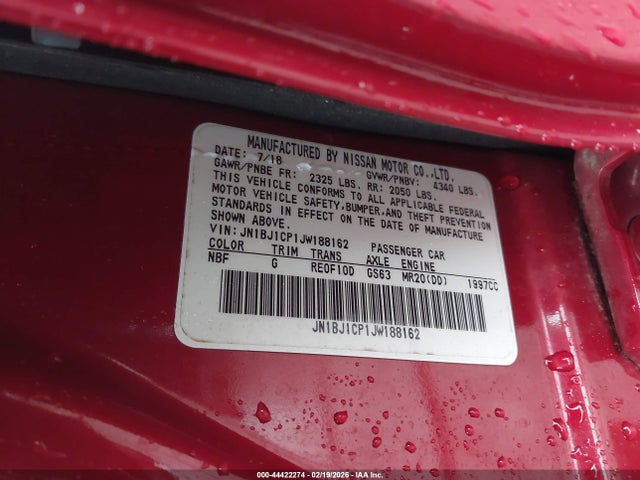 MANUFACTURED BY NISSAN MOTOR CO.,LTD.
DATE: 7/18 GVWR/PNBV: 4340 LBS.
GAWR/PNBE FR: 2325 LBS. RR: 2050 LBS.
THIS VEHICLE CONFORMS TO ALL APPLICABLE FEDERAL
MOTOR VEHICLE SAFETY,BUMPER,AND THEFT PREVENTION
STANDARDS IN EFFECT ON THE DATE OF MANUFACTURE
SHOWN ABOVE.
VIN: JN1BJ1CP1JW188162 PASSENGER CAR
COLOR TRIM TRANS AXLE ENGINE
NBF G RE0F10D GS63 MR20(DD) 1997CC
JN1BJ1CP1JW188162
000-44422274 - 02/19/2026 - IAA Inc.